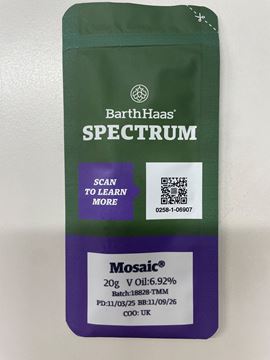 BarthHaas®
SPECTRUM
SCAN
TO LEARN
MORE
0258-1-06907
Mosaic®
20g V Oil:6.92%
Batch:18828-TMM
PD:11/03/25 BB:11/09/26
COO: UK